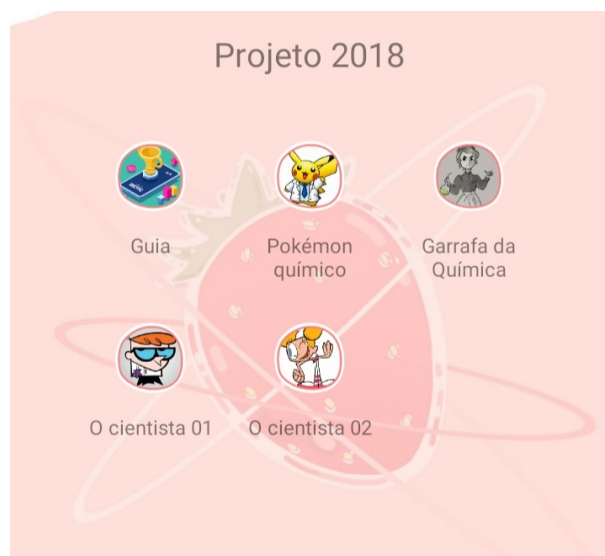 Projeto 2018
Guia
Pokémon
químico
Garrafa da
Química
O cientista 01
O cientista 02